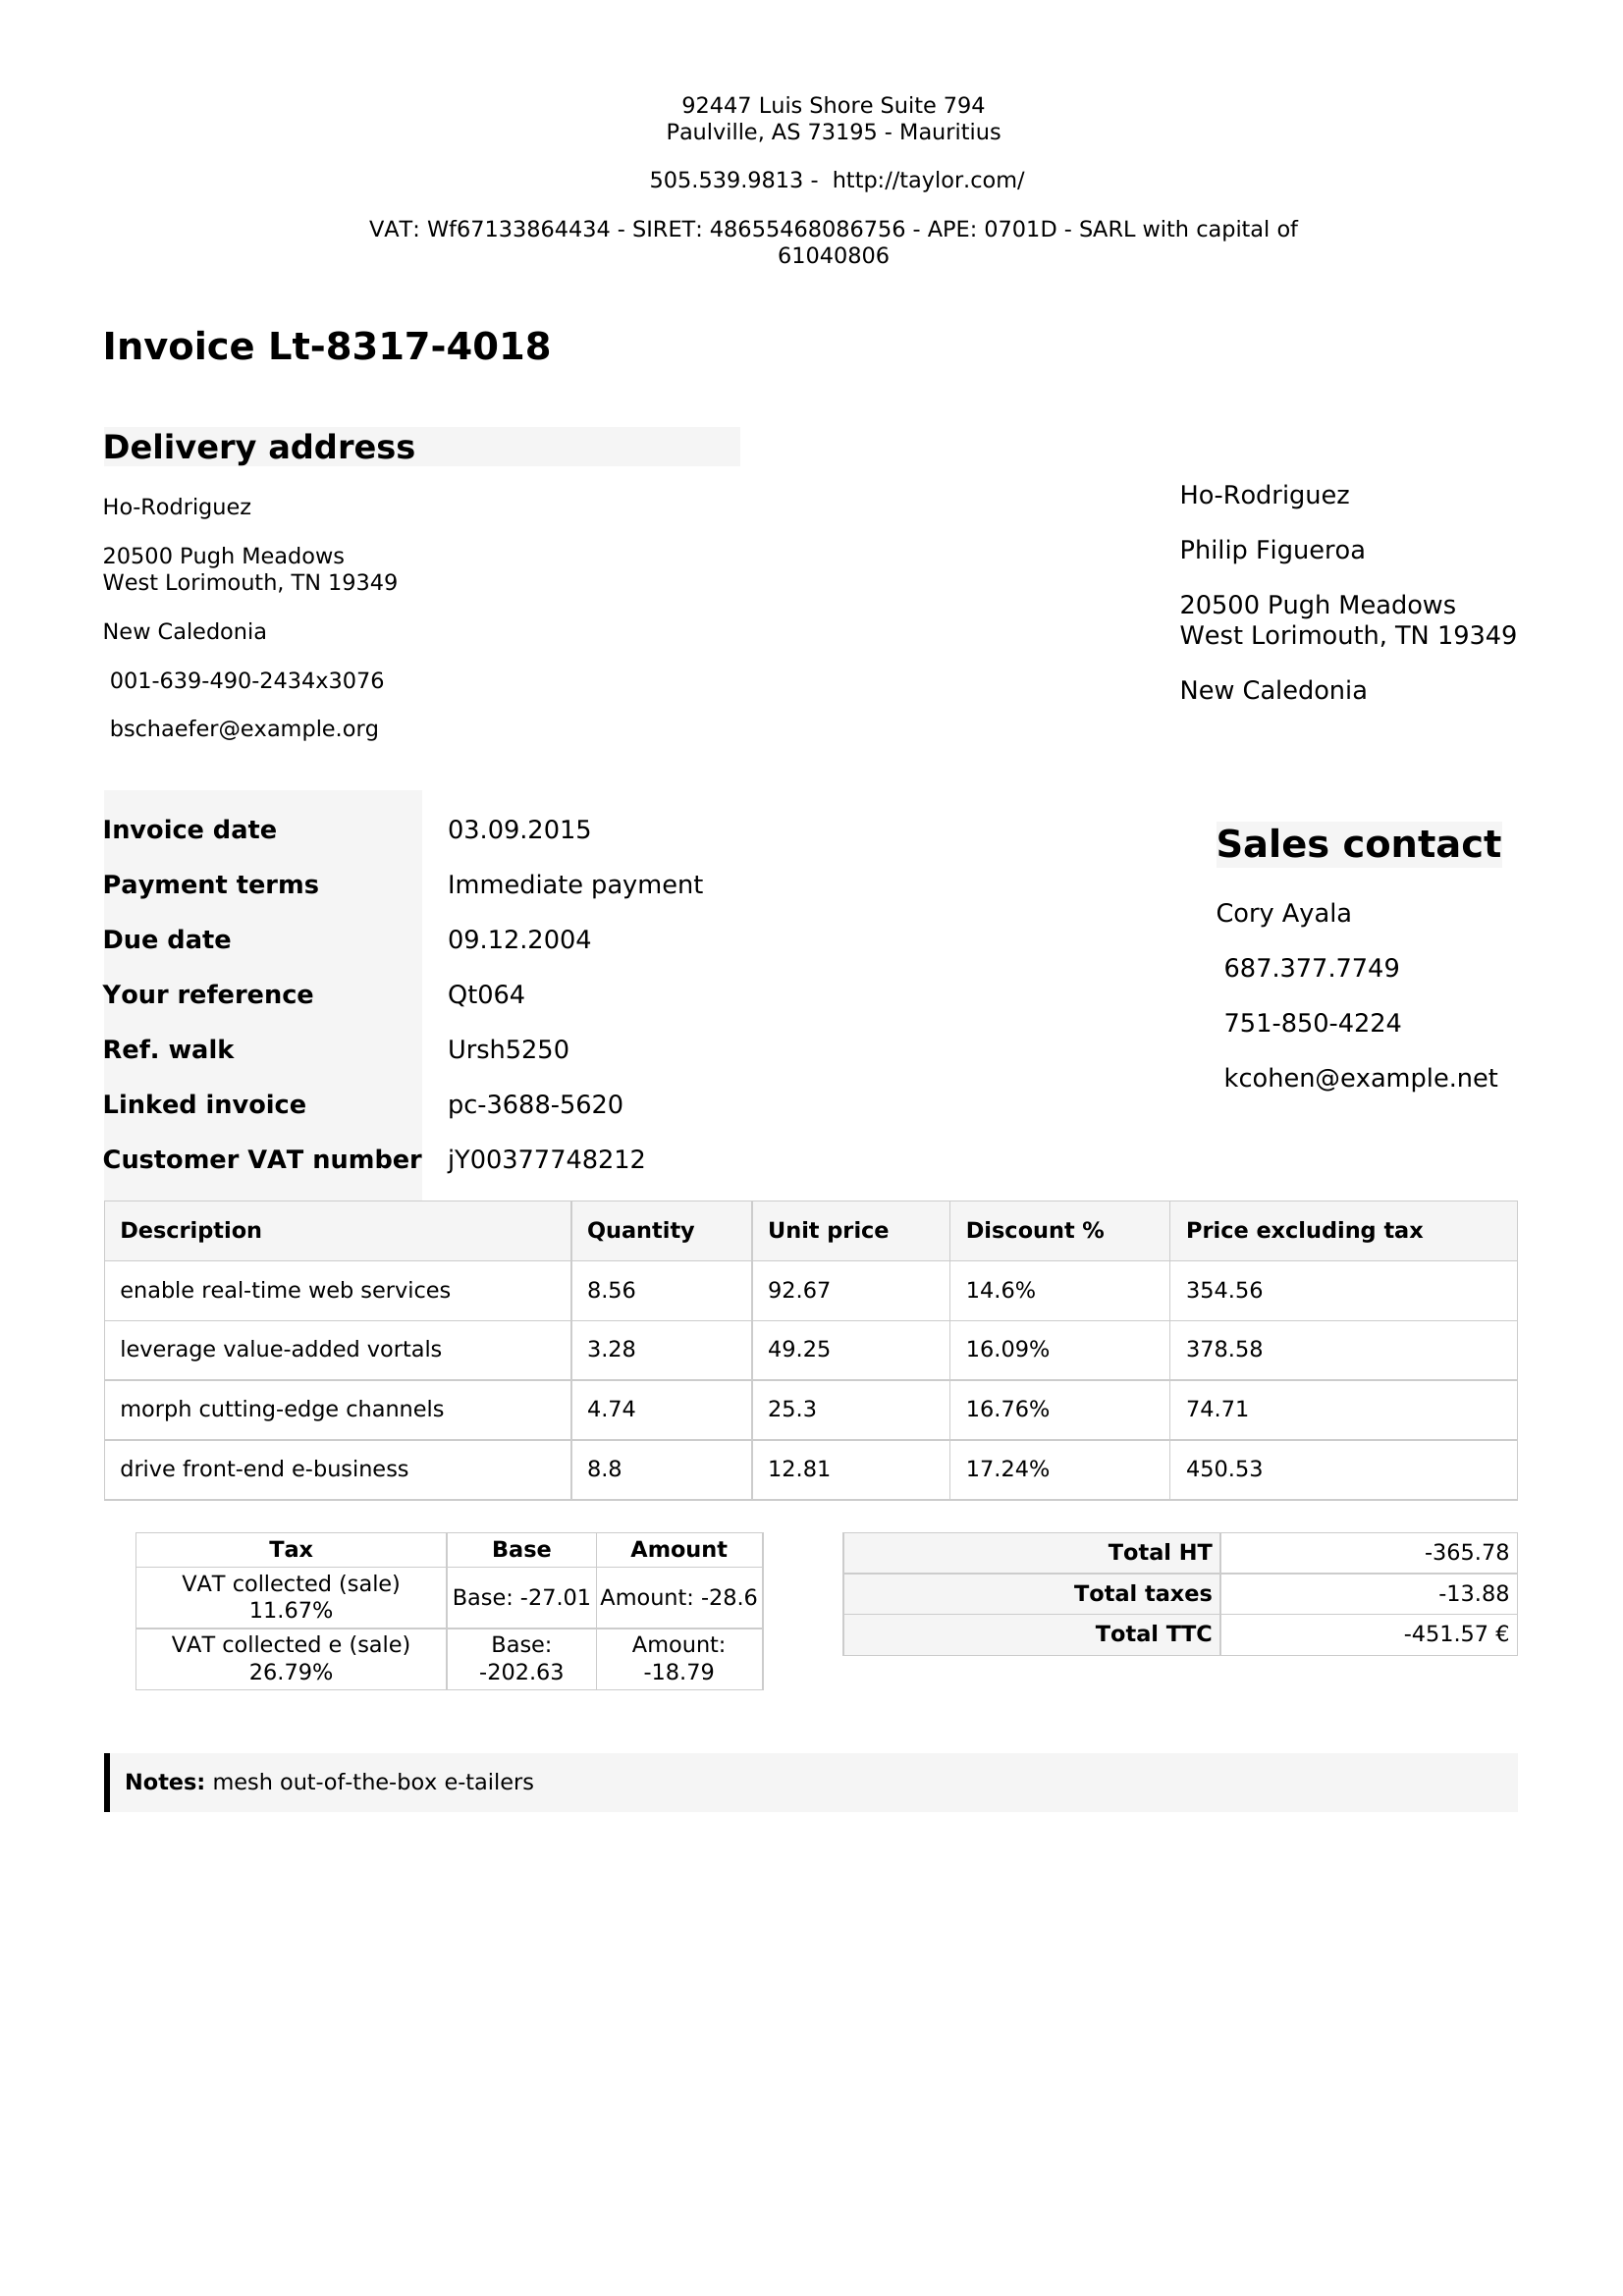 92447 Luis Shore Suite 794
Paulville, AS 73195 - Mauritius
505.539.9813 -  http://taylor.com/
VAT: Wf67133864434 - SIRET: 48655468086756 - APE: 0701D - SARL with capital of
61040806
Invoice Lt-8317-4018
Delivery address
Ho-Rodriguez
20500 Pugh Meadows
West Lorimouth, TN 19349
New Caledonia
001-639-490-2434x3076
bschaefer@example.org
Ho-Rodriguez
Philip Figueroa
20500 Pugh Meadows
West Lorimouth, TN 19349
New Caledonia
Invoice date 03.09.2015
Payment terms Immediate payment
Due date 09.12.2004
Your reference Qt064
Ref. walk Ursh5250
Linked invoice pc-3688-5620
Customer VAT number jY00377748212
Sales contact
Cory Ayala
687.377.7749
751-850-4224
kcohen@example.net
Description Quantity Unit price Discount % Price excluding tax
enable real-time web services 8.56 92.67 14.6% 354.56
leverage value-added vortals 3.28 49.25 16.09% 378.58
morph cutting-edge channels 4.74 25.3 16.76% 74.71
drive front-end e-business 8.8 12.81 17.24% 450.53
Tax Base Amount
VAT collected (sale)
11.67%
Base: -27.01 Amount: -28.6
VAT collected e (sale)
26.79%
Base:
-202.63
Amount:
-18.79
Total HT -365.78
Total taxes -13.88
Total TTC -451.57 €
Notes: mesh out-of-the-box e-tailers